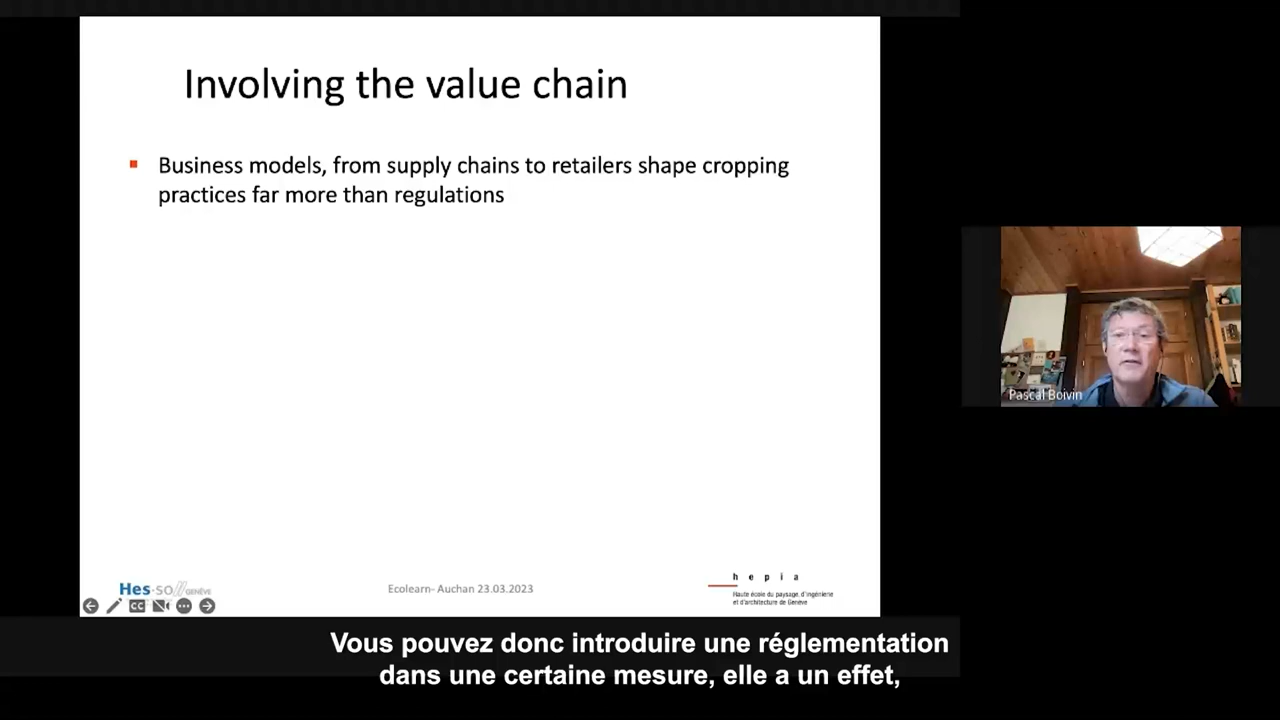 Involving the value chain
Business models, from supply chains to retailers shape cropping
practices far more than regulations
Pascal Boivin
Hes-so GENÈVE
Ecolearn- Auchan 23.03.2023
h e p i a
Haute école du paysage, d'ingénierie
et d'architecture de Genève
CC
Vous pouvez donc introduire une réglementation
dans une certaine mesure, elle a un effet,